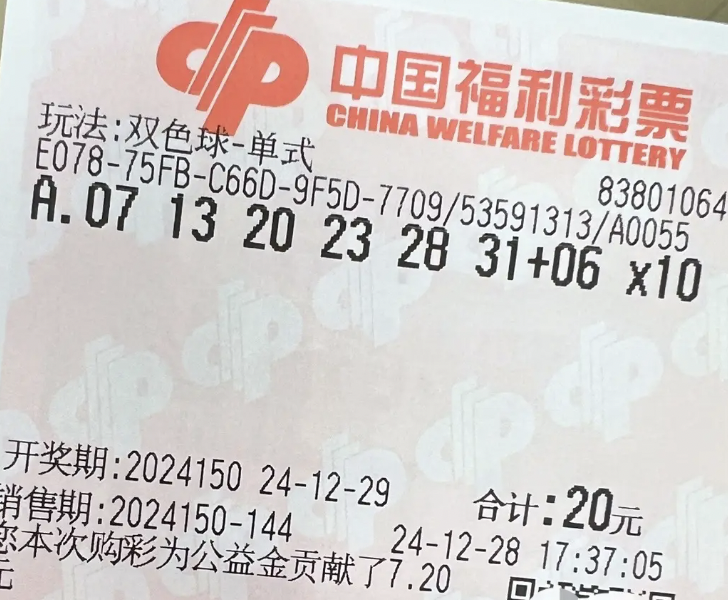 中国福利彩票
CHINA WELFARE LOTTERY
玩法:双色球-单式
83801064
E078-75FB-C66D-9F5D-7709/53591313/A0055
A.07 13 20 23 28 31+06 x10
开奖期:2024150 24-12-29
合计:20元
销售期:2024150-144
24-12-28 17:37:05
您本次购彩为公益金贡献了7.20
元